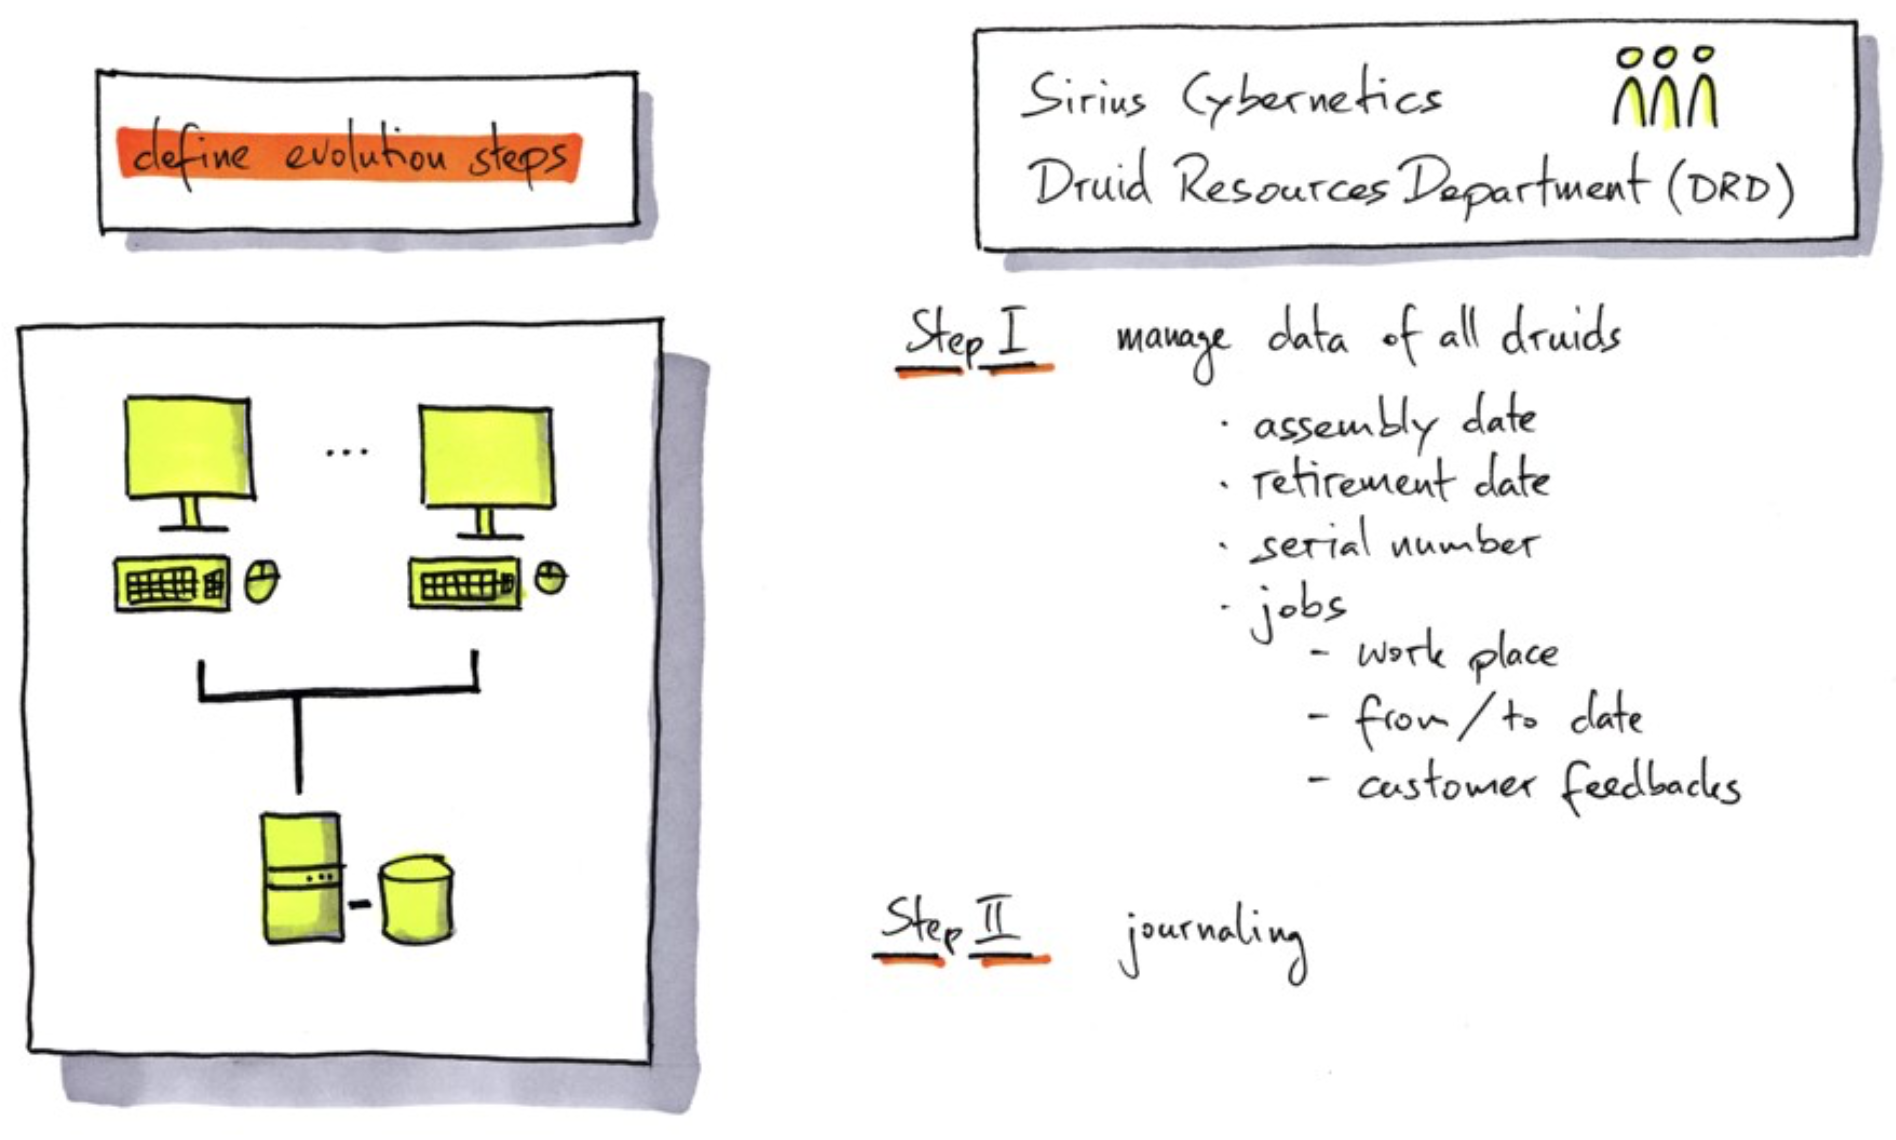 define evolution steps
Sirius Cybernetics
Druid Resources Department (DRD)
Step I manage data of all druids
· assembly date
· retirement date
· serial number
· jobs
- work place
- from / to date
- customer feedbacks
...
Step II journaling